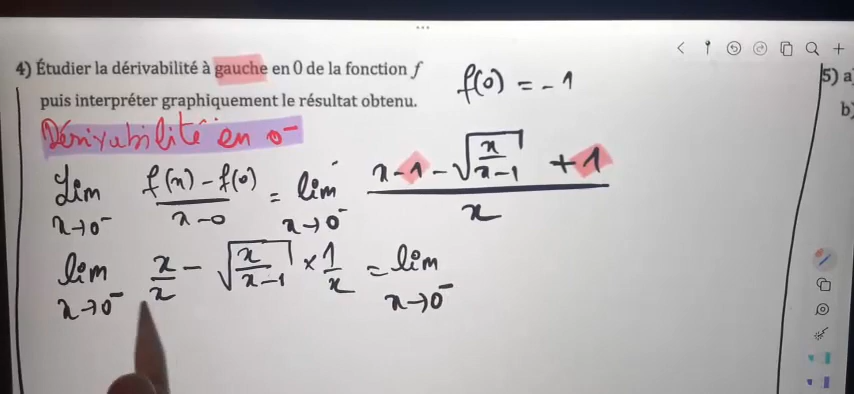 4) Étudier la dérivabilité à gauche en 0 de la fonction f
puis interpréter graphiquement le résultat obtenu.
f(0) = -1
5) a)
b)
Dérivabilité en 0⁻
lim x→0⁻ (f(x) - f(0))/(x-0) = lim x→0⁻ (x - 1 - √(x/(x-1)) + 1)/x
lim x→0⁻ x/x - √(x/(x-1)) × 1/x = lim x→0⁻